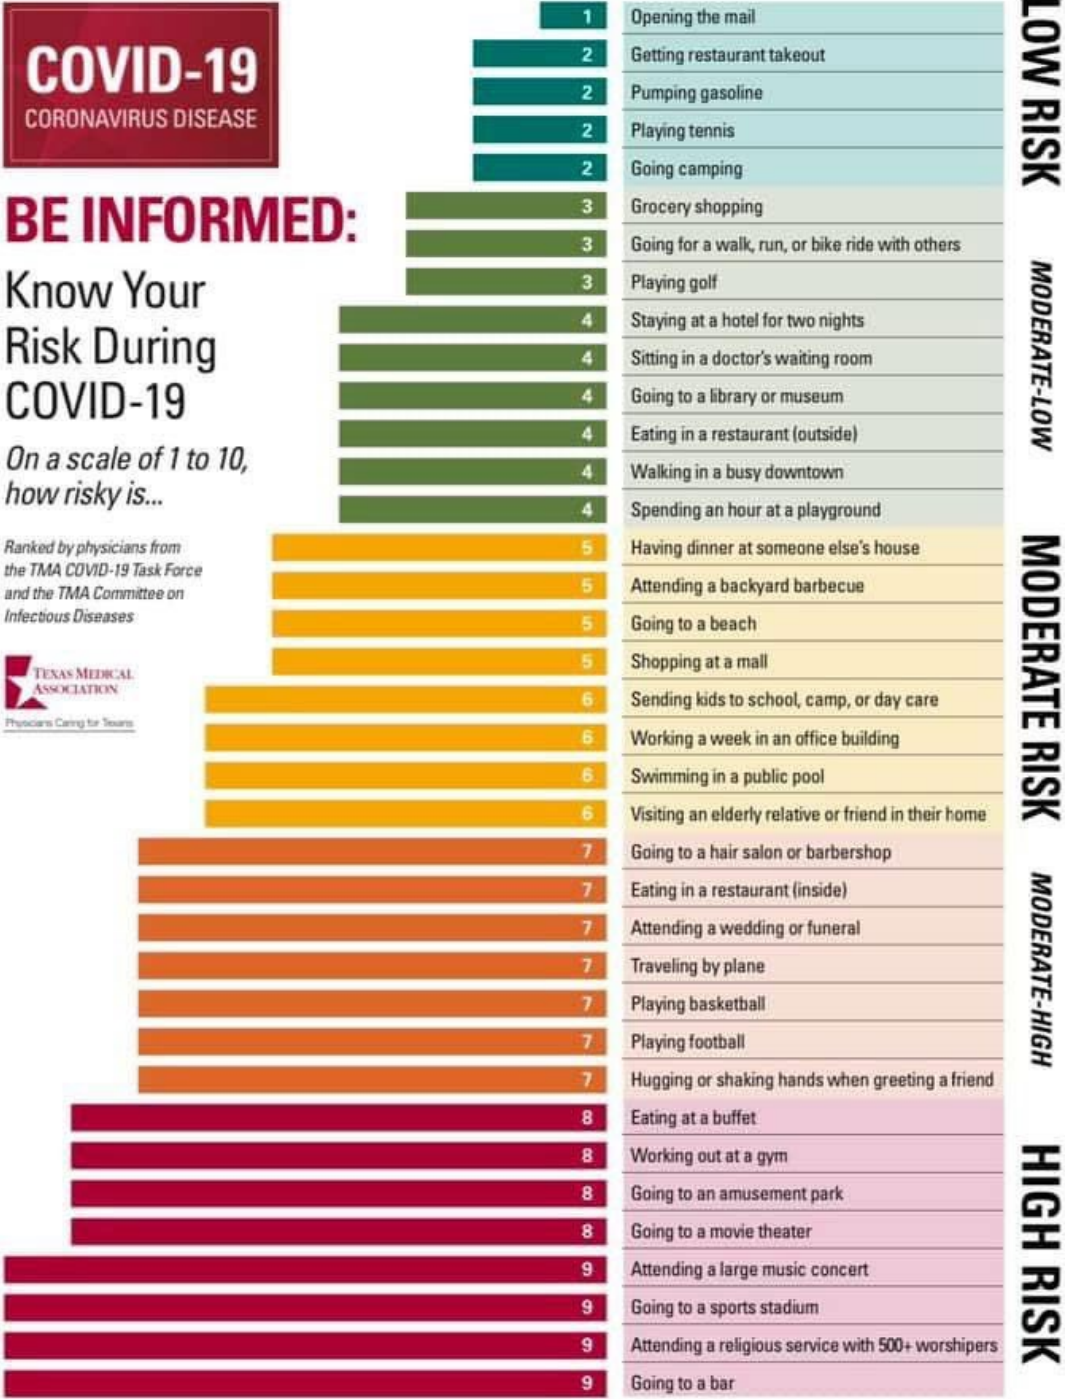 COVID-19
CORONAVIRUS DISEASE
BE INFORMED:
Know Your
Risk During
COVID-19
On a scale of 1 to 10,
how risky is...
Ranked by physicians from
the TMA COVID-19 Task Force
and the TMA Committee on
Infectious Diseases
TEXAS MEDICAL
ASSOCIATION
Physicians Caring for Texans
1 Opening the mail
2 Getting restaurant takeout
2 Pumping gasoline
2 Playing tennis
2 Going camping
3 Grocery shopping
3 Going for a walk, run, or bike ride with others
3 Playing golf
4 Staying at a hotel for two nights
4 Sitting in a doctor's waiting room
4 Going to a library or museum
4 Eating in a restaurant (outside)
4 Walking in a busy downtown
4 Spending an hour at a playground
5 Having dinner at someone else's house
5 Attending a backyard barbecue
5 Going to a beach
5 Shopping at a mall
6 Sending kids to school, camp, or day care
6 Working a week in an office building
6 Swimming in a public pool
6 Visiting an elderly relative or friend in their home
7 Going to a hair salon or barbershop
7 Eating in a restaurant (inside)
7 Attending a wedding or funeral
7 Traveling by plane
7 Playing basketball
7 Playing football
7 Hugging or shaking hands when greeting a friend
8 Eating at a buffet
8 Working out at a gym
8 Going to an amusement park
8 Going to a movie theater
9 Attending a large music concert
9 Going to a sports stadium
9 Attending a religious service with 500+ worshipers
9 Going to a bar
LOW RISK
MODERATE-LOW
MODERATE RISK
MODERATE-HIGH
HIGH RISK